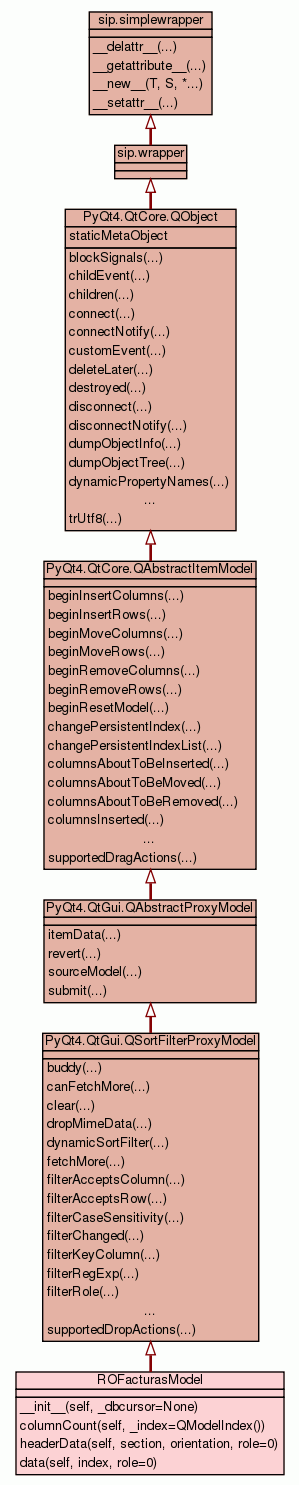 sip.simplewrapper
__delattr__(...)
__getattribute__(...)
__new__(T, S, *...)
__setattr__(...)
sip.wrapper
PyQt4.QtCore.QObject
staticMetaObject
blockSignals(...)
childEvent(...)
children(...)
connect(...)
connectNotify(...)
customEvent(...)
deleteLater(...)
destroyed(...)
disconnect(...)
disconnectNotify(...)
dumpObjectInfo(...)
dumpObjectTree(...)
dynamicPropertyNames(...)
...
trUtf8(...)
PyQt4.QtCore.QAbstractItemModel
beginInsertColumns(...)
beginInsertRows(...)
beginMoveColumns(...)
beginMoveRows(...)
beginRemoveColumns(...)
beginRemoveRows(...)
beginResetModel(...)
changePersistentIndex(...)
changePersistentIndexList(...)
columnsAboutToBeInserted(...)
columnsAboutToBeMoved(...)
columnsAboutToBeRemoved(...)
columnsInserted(...)
...
supportedDragActions(...)
PyQt4.QtGui.QAbstractProxyModel
itemData(...)
revert(...)
sourceModel(...)
submit(...)
PyQt4.QtGui.QSortFilterProxyModel
buddy(...)
canFetchMore(...)
clear(...)
dropMimeData(...)
dynamicSortFilter(...)
fetchMore(...)
filterAcceptsColumn(...)
filterAcceptsRow(...)
filterCaseSensitivity(...)
filterChanged(...)
filterKeyColumn(...)
filterRegExp(...)
filterRole(...)
...
supportedDropActions(...)
ROFacturasModel
__init__(self, _dbcursor=None)
columnCount(self, _index=QModelIndex())
headerData(self, section, orientation, role=0)
data(self, index, role=0)